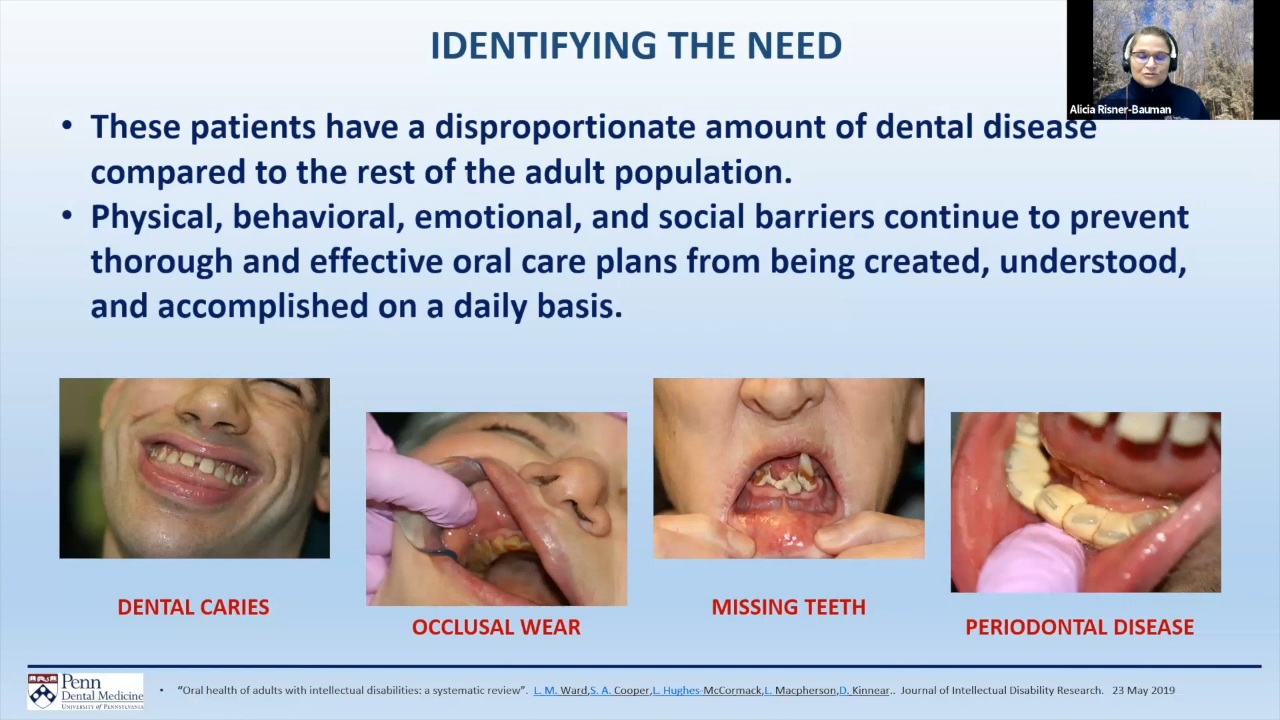 IDENTIFYING THE NEED
Alicia Risner-Bauman
• These patients have a disproportionate amount of dental disease
compared to the rest of the adult population.
• Physical, behavioral, emotional, and social barriers continue to prevent
thorough and effective oral care plans from being created, understood,
and accomplished on a daily basis.
DENTAL CARIES
OCCLUSAL WEAR
MISSING TEETH
PERIODONTAL DISEASE
Penn
Dental Medicine
UNIVERSITY of PENNSYLVANIA
• “Oral health of adults with intellectual disabilities: a systematic review”. L. M. Ward,S. A. Cooper,L. Hughes-McCormack,L. Macpherson,D. Kinnear.. Journal of Intellectual Disability Research. 23 May 2019